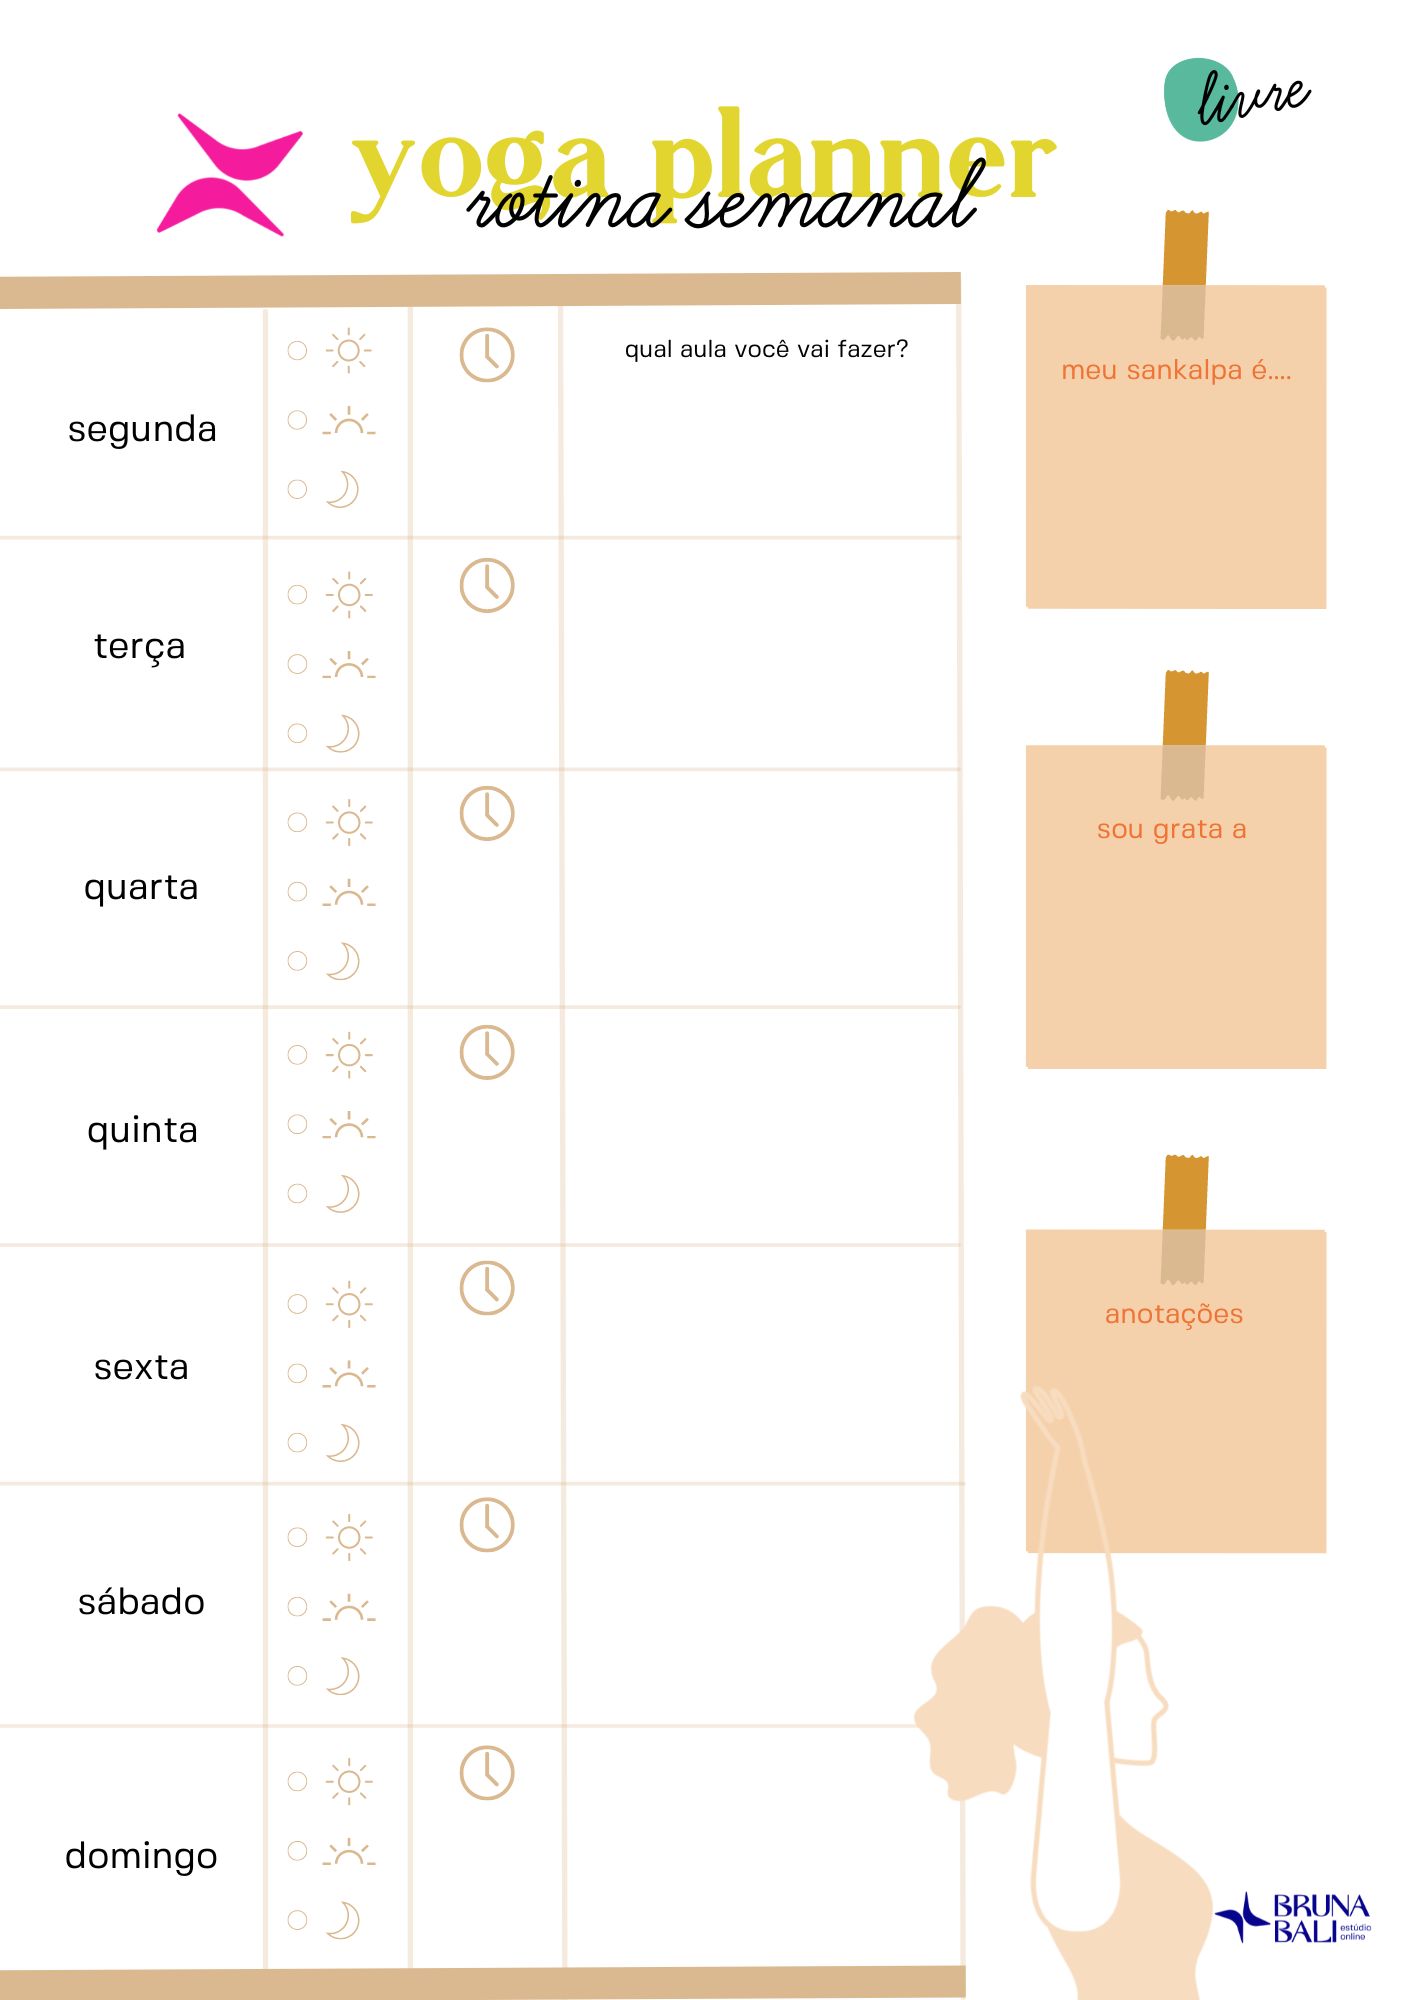 livre
yoga planner
rotina semanal
qual aula você vai fazer?
segunda
terça
quarta
quinta
sexta
sábado
domingo
meu sankalpa é....
sou grata a
anotações
BRUNA
BALI estúdio
online